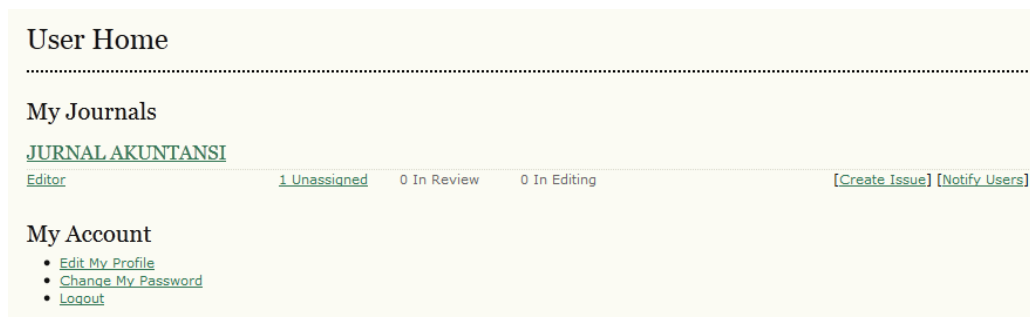 User Home
My Journals
JURNAL AKUNTANSI
Editor 1 Unassigned 0 In Review 0 In Editing [Create Issue] [Notify Users]
My Account
Edit My Profile
Change My Password
Logout